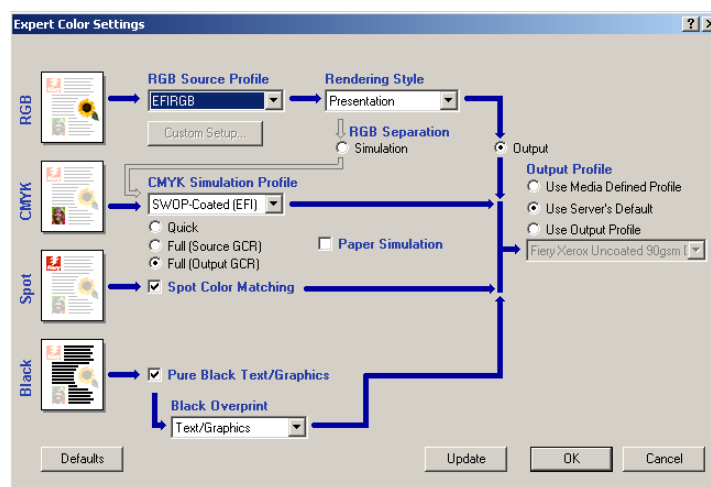 Expert Color Settings
RGB
RGB Source Profile
Rendering Style
EFIRGB
Presentation
Custom Setup...
RGB Separation
Simulation
Output
Output Profile
Use Media Defined Profile
Use Server's Default
Use Output Profile
Fiery Xerox Uncoated 90gsm [
CMYK
CMYK Simulation Profile
SWOP-Coated (EFI)
Quick
Full (Source GCR)
Full (Output GCR)
Paper Simulation
Spot
Spot Color Matching
Black
Pure Black Text/Graphics
Black Overprint
Text/Graphics
Defaults
Update
OK
Cancel